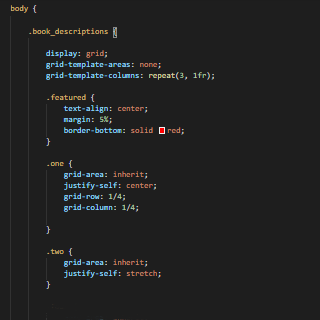 body {
.book_descriptions {
display: grid;
grid-template-areas: none;
grid-template-columns: repeat(3, 1fr);
.featured {
text-align: center;
margin: 5%;
border-bottom: solid red;
}
.one {
grid-area: inherit;
justify-self: center;
grid-row: 1/4;
grid-column: 1/4;
}
.two {
grid-area: inherit;
justify-self: stretch;
}